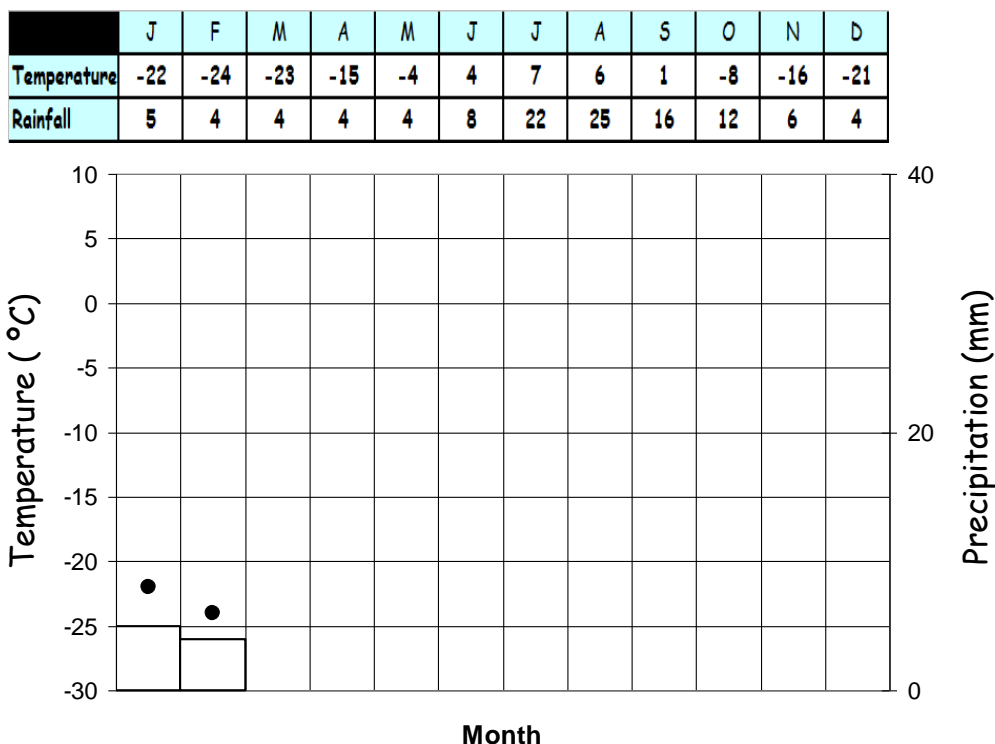 J F M A M J J A S O N D
Temperature -22 -24 -23 -15 -4 4 7 6 1 -8 -16 -21
Rainfall 5 4 4 4 4 8 22 25 16 12 6 4
10 40
5
0
-5
-10 20
-15
-20
-25
-30 0
Temperature ( °C)
Precipitation (mm)
Month